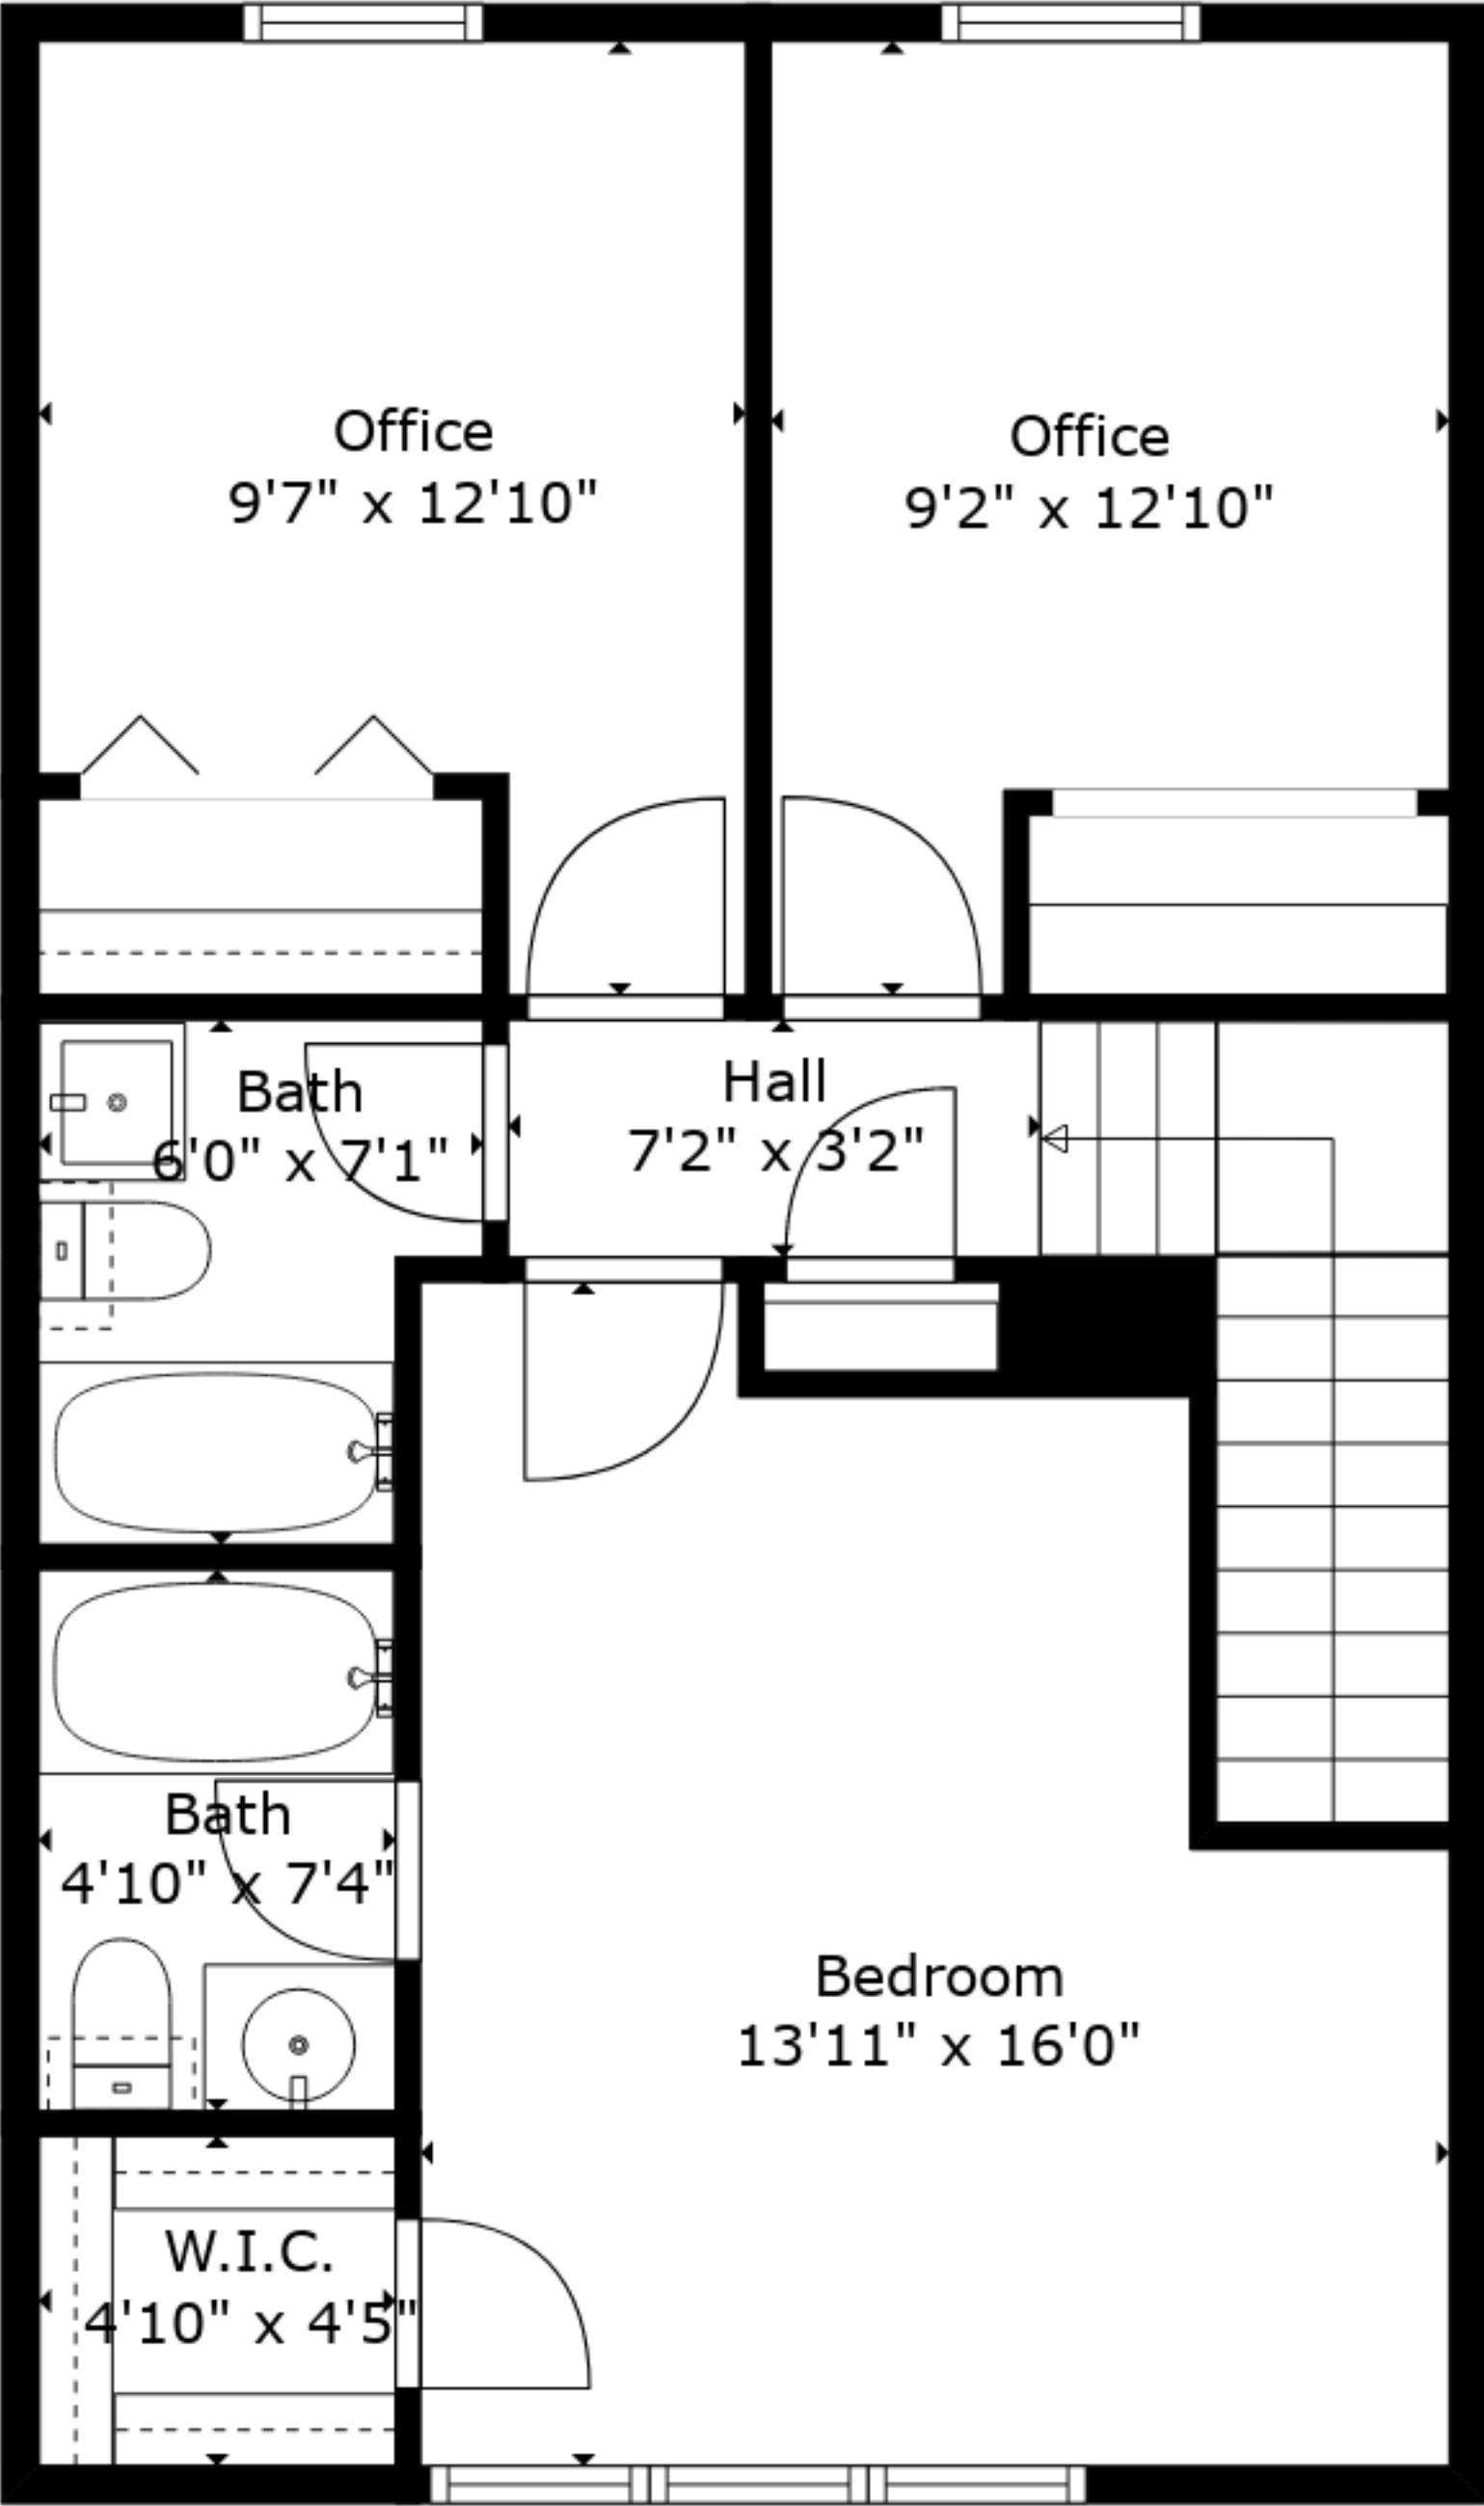 Office
9'7" x 12'10"
Office
9'2" x 12'10"
Bath
6'0" x 7'1"
Hall
7'2" x 3'2"
Bath
4'10" x 7'4"
Bedroom
13'11" x 16'0"
W.I.C.
4'10" x 4'5"